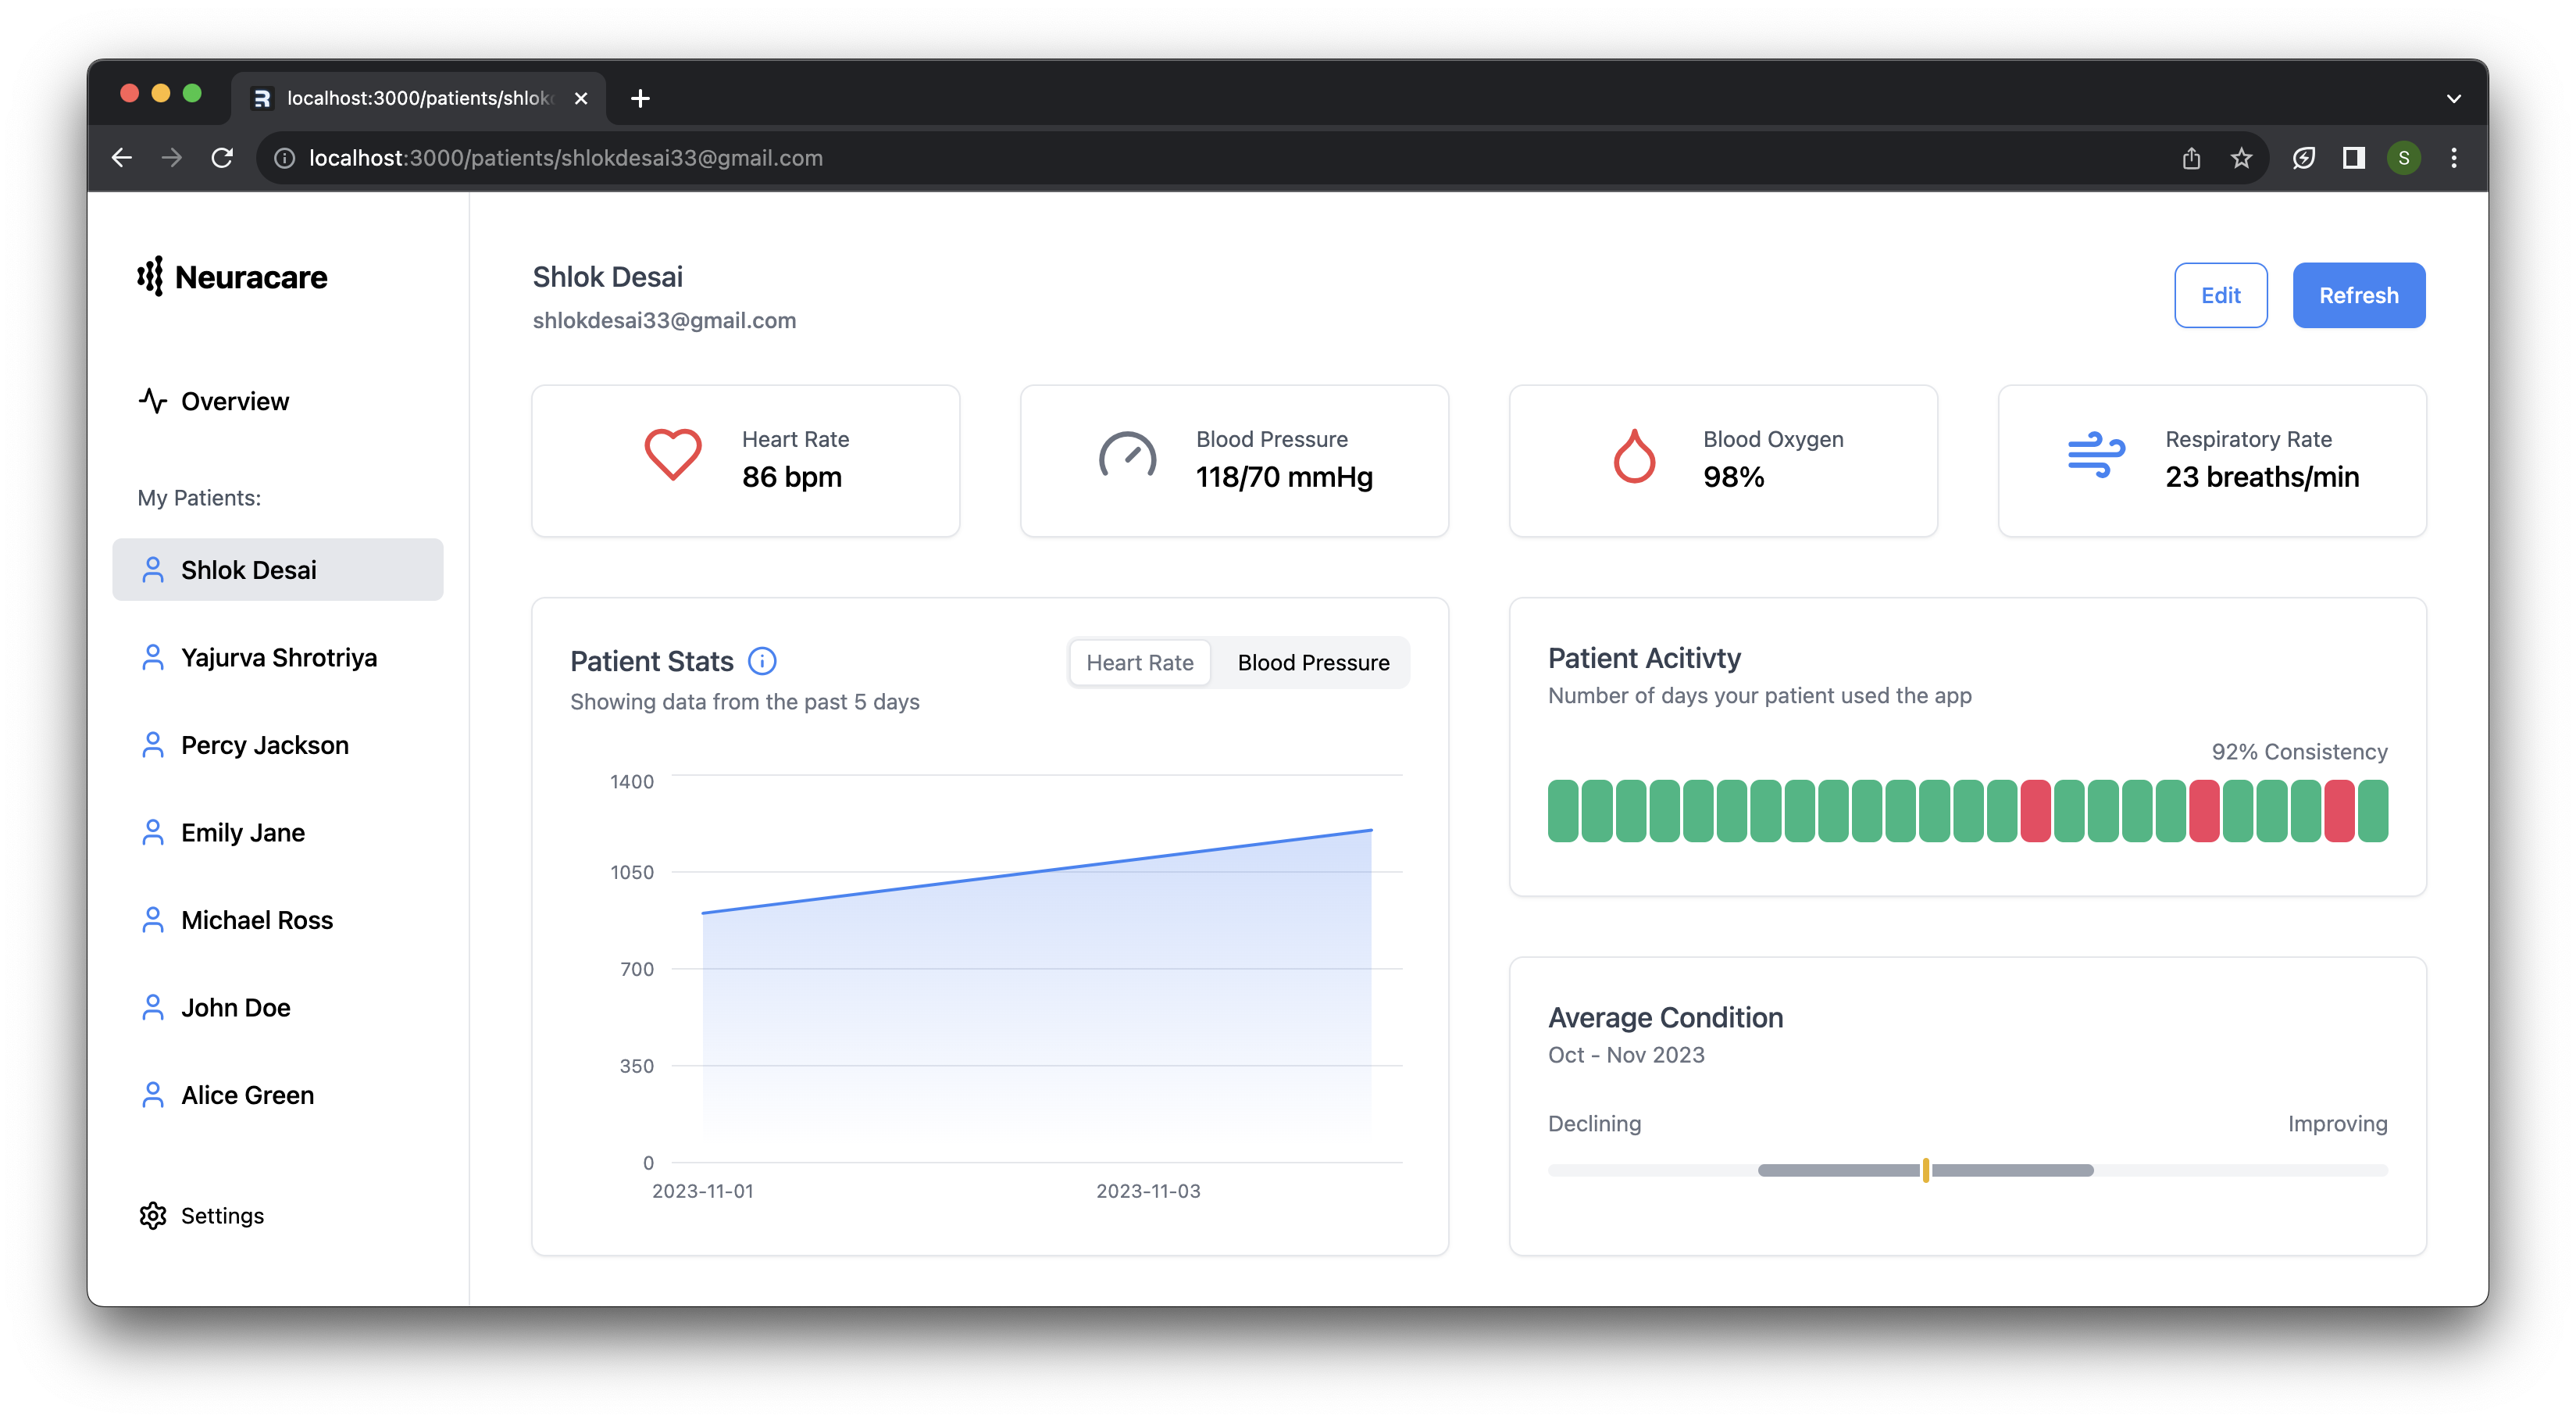 localhost:3000/patients/shlok
localhost:3000/patients/shlokdesai33@gmail.com
S
Neuracare
Overview
My Patients:
Shlok Desai
Yajurva Shrotriya
Percy Jackson
Emily Jane
Michael Ross
John Doe
Alice Green
Settings
Shlok Desai
shlokdesai33@gmail.com
Edit
Refresh
Heart Rate
86 bpm
Blood Pressure
118/70 mmHg
Blood Oxygen
98%
Respiratory Rate
23 breaths/min
Patient Stats
Showing data from the past 5 days
Heart Rate
Blood Pressure
1400
1050
700
350
0
2023-11-01
2023-11-03
Patient Acitivty
Number of days your patient used the app
92% Consistency
Average Condition
Oct - Nov 2023
Declining
Improving